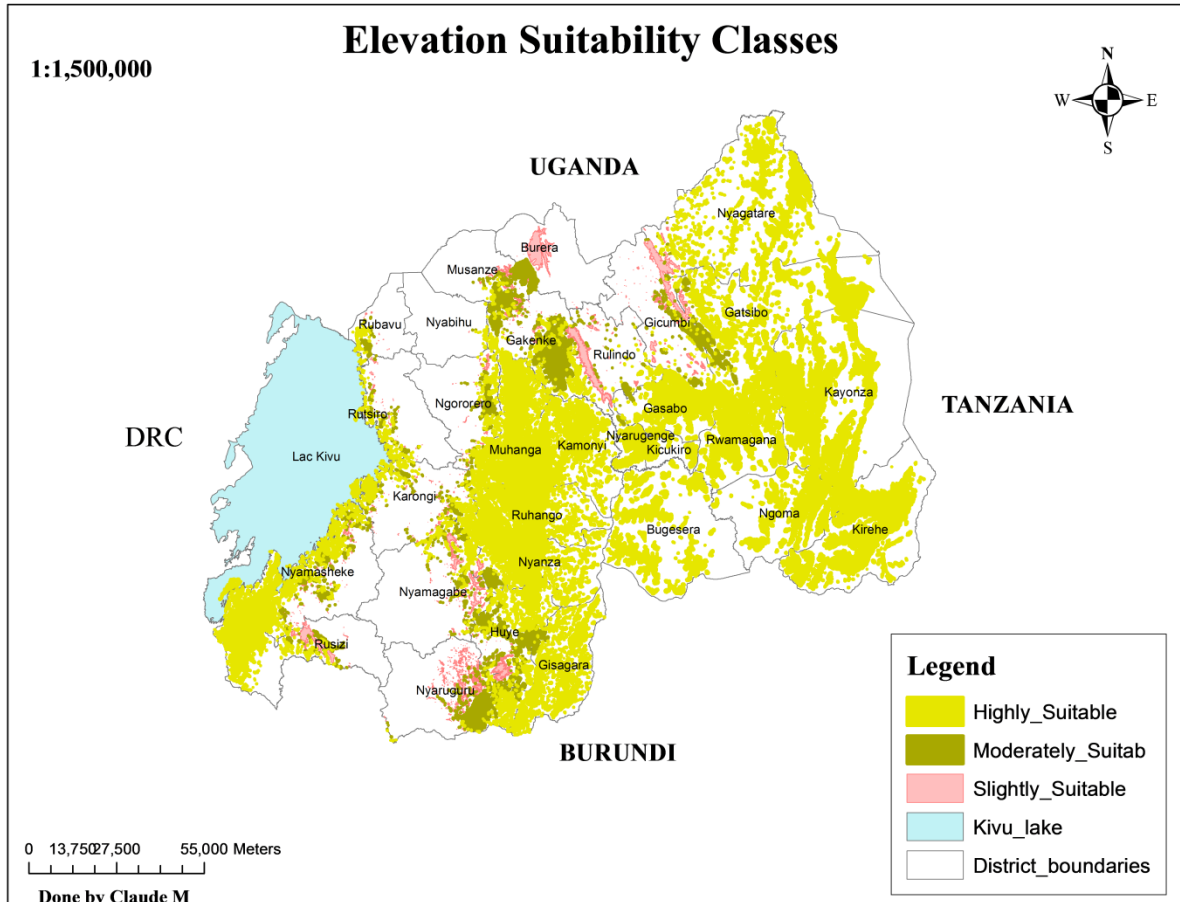 Elevation Suitability Classes
1:1,500,000
N
W
E
S
UGANDA
Nyagatare
Burera
Musanze
Rubavu
Nyabihu
Gakenke
Rulindo
Gicumbi
Gatsibo
Kayonza
TANZANIA
Ngororero
Rutsiro
Gasabo
DRC
Lac Kivu
Muhanga
Kamonyi
Nyarugenge
Kicukiro
Rwamagana
Karongi
Ruhango
Bugesera
Ngoma
Kirehe
Nyanza
Nyamasheke
Nyamagabe
Rusizi
Huye
Gisagara
Nyaruguru
BURUNDI
Legend
Highly_Suitable
Moderately_Suitab
Slightly_Suitable
Kivu_lake
District_boundaries
0 13,75027,500 55,000 Meters
Done by Claude M